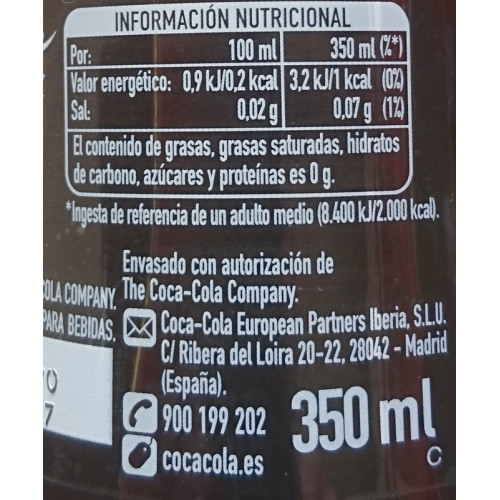 INFORMACIÓN NUTRICIONAL
Por: 100 ml 350 ml (%*)
Valor energético: 0,9 kJ/0,2 kcal 3,2 kJ/1 kcal (0%)
Sal: 0,02 g 0,07 g (1%)
El contenido de grasas, grasas saturadas, hidratos
de carbono, azúcares y proteínas es 0 g.
*Ingesta de referencia de un adulto medio (8.400 kJ/2.000 kcal).
Envasado con autorización de
COLA COMPANY. The Coca-Cola Company.
PARA BEBIDAS. Coca-Cola European Partners Iberia, S.L.U.
C/ Ribera del Loira 20-22, 28042 - Madrid
(España).
900 199 202
cocacola.es
350 ml
C
7